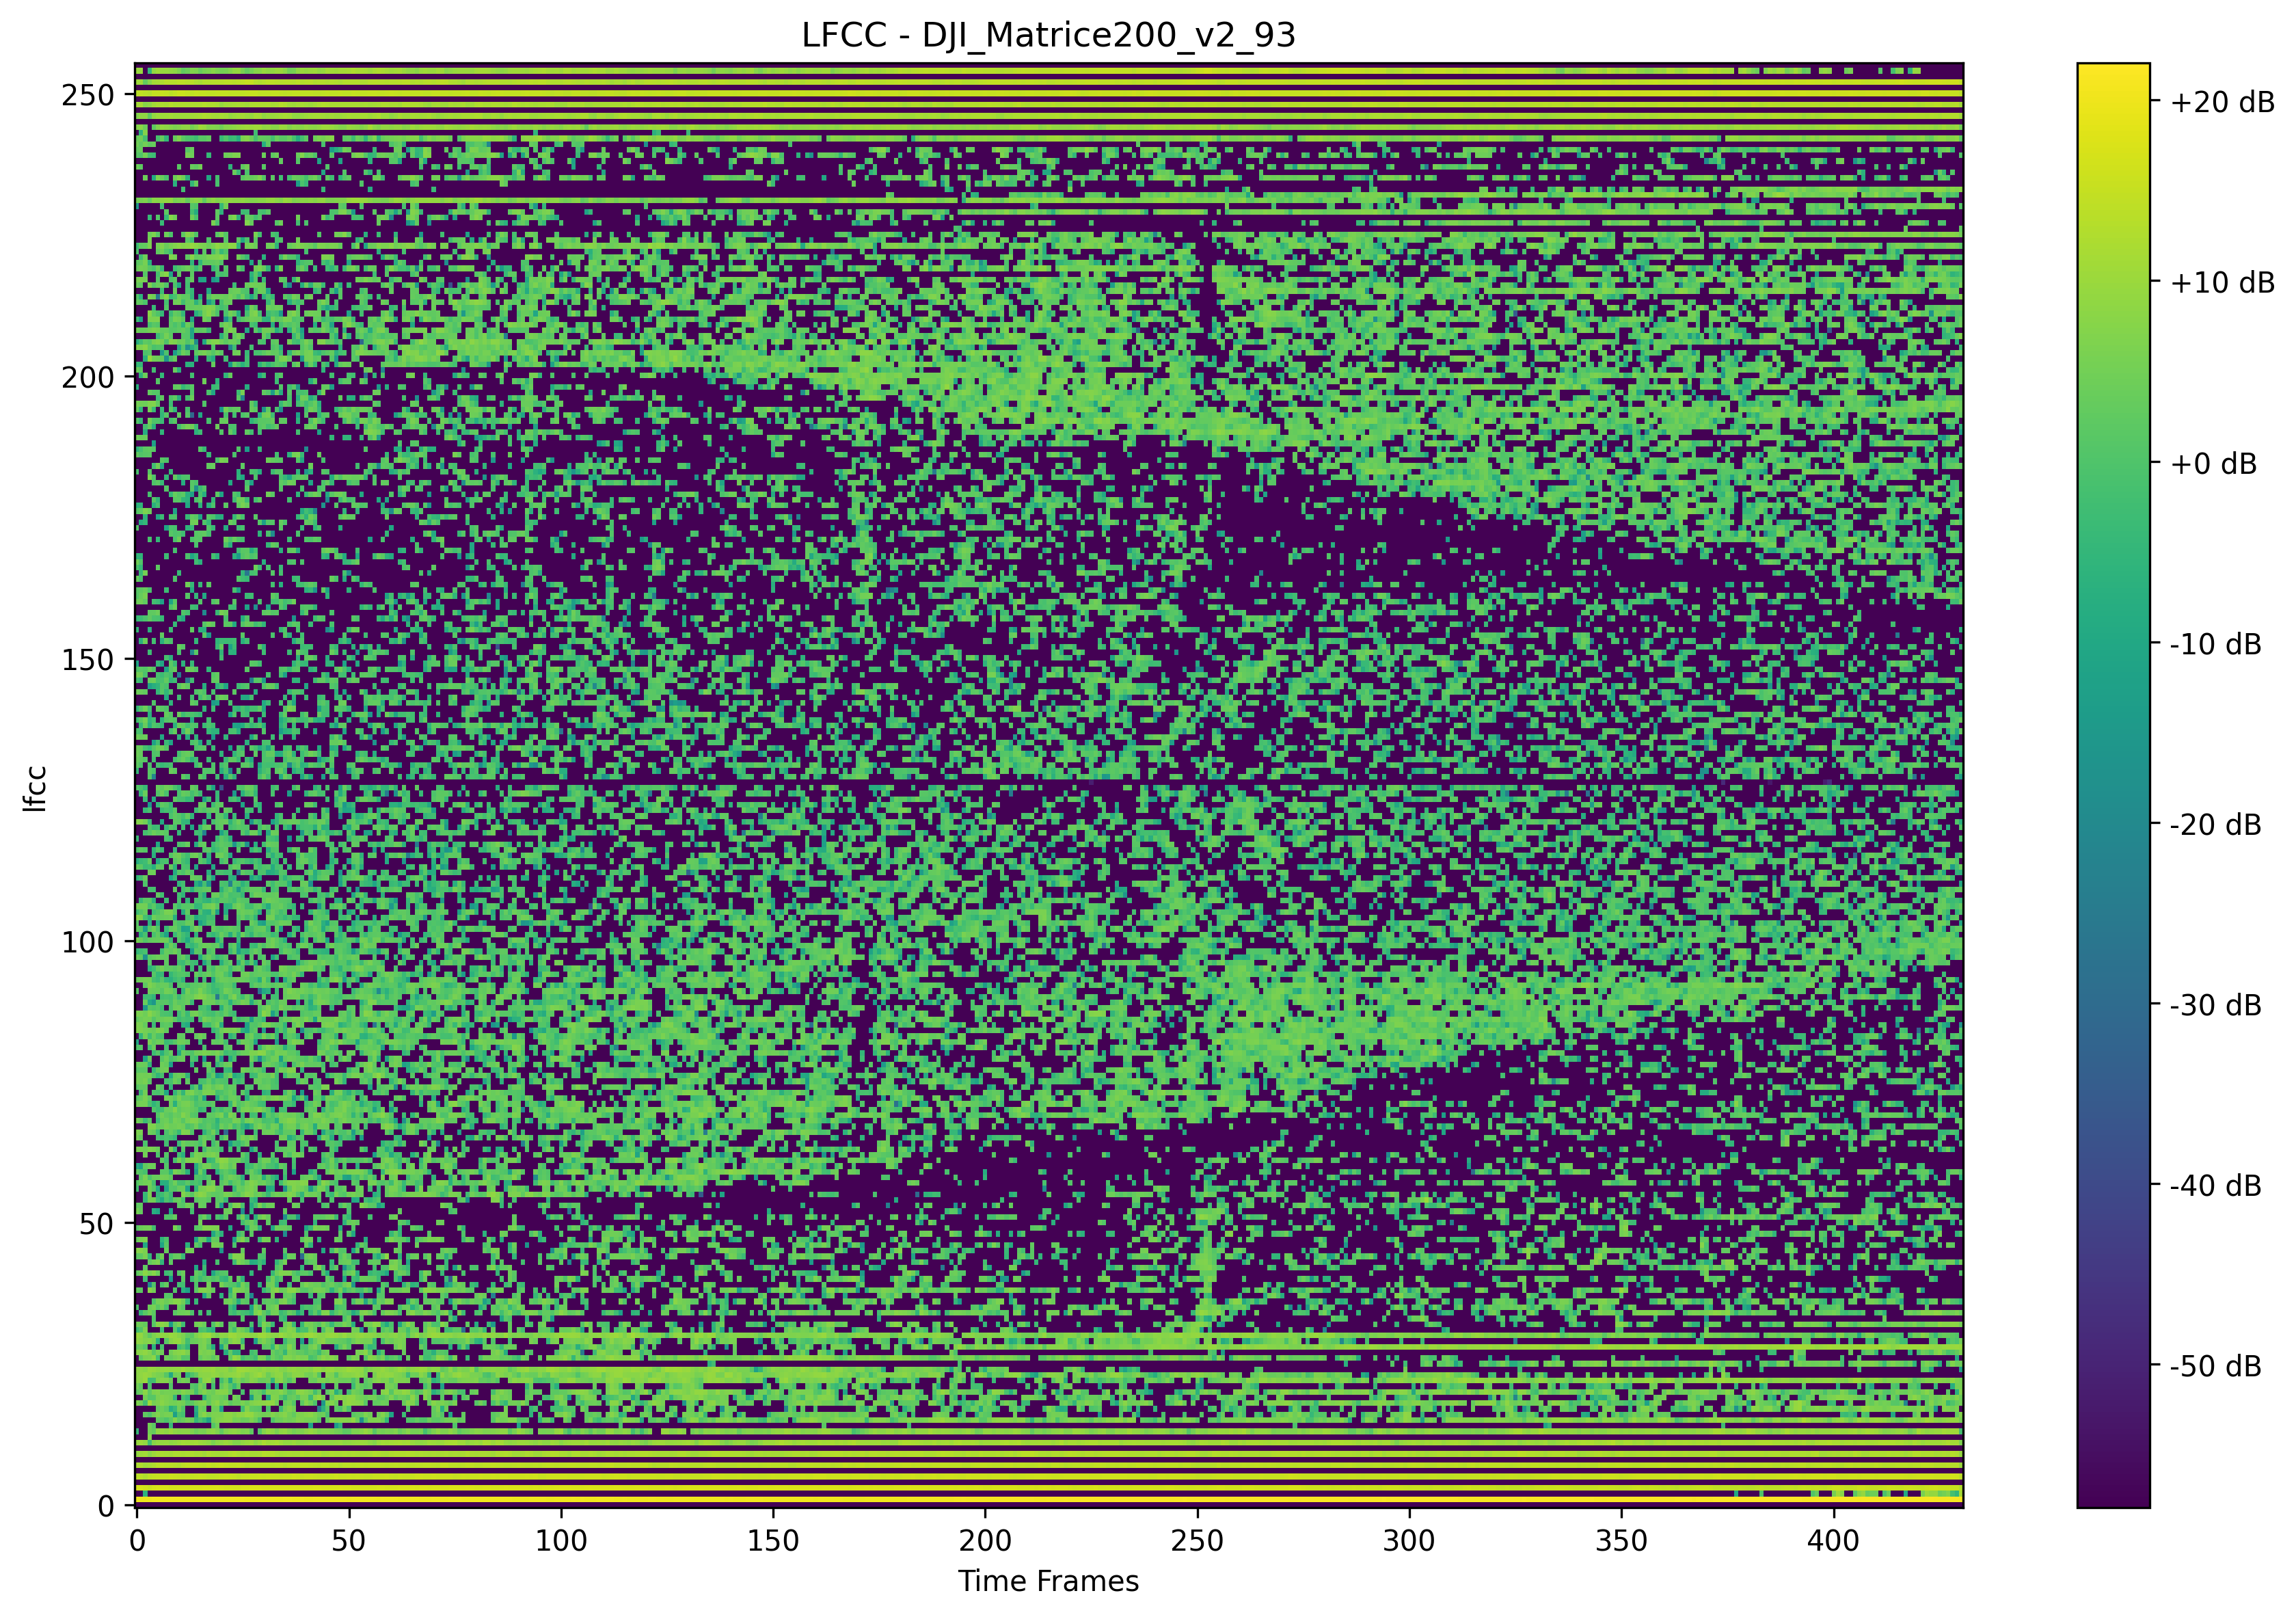 LFCC - DJI_Matrice200_v2_93
250
200
150
100
50
0
lfcc
0 50 100 150 200 250 300 350 400
Time Frames
+20 dB
+10 dB
+0 dB
-10 dB
-20 dB
-30 dB
-40 dB
-50 dB